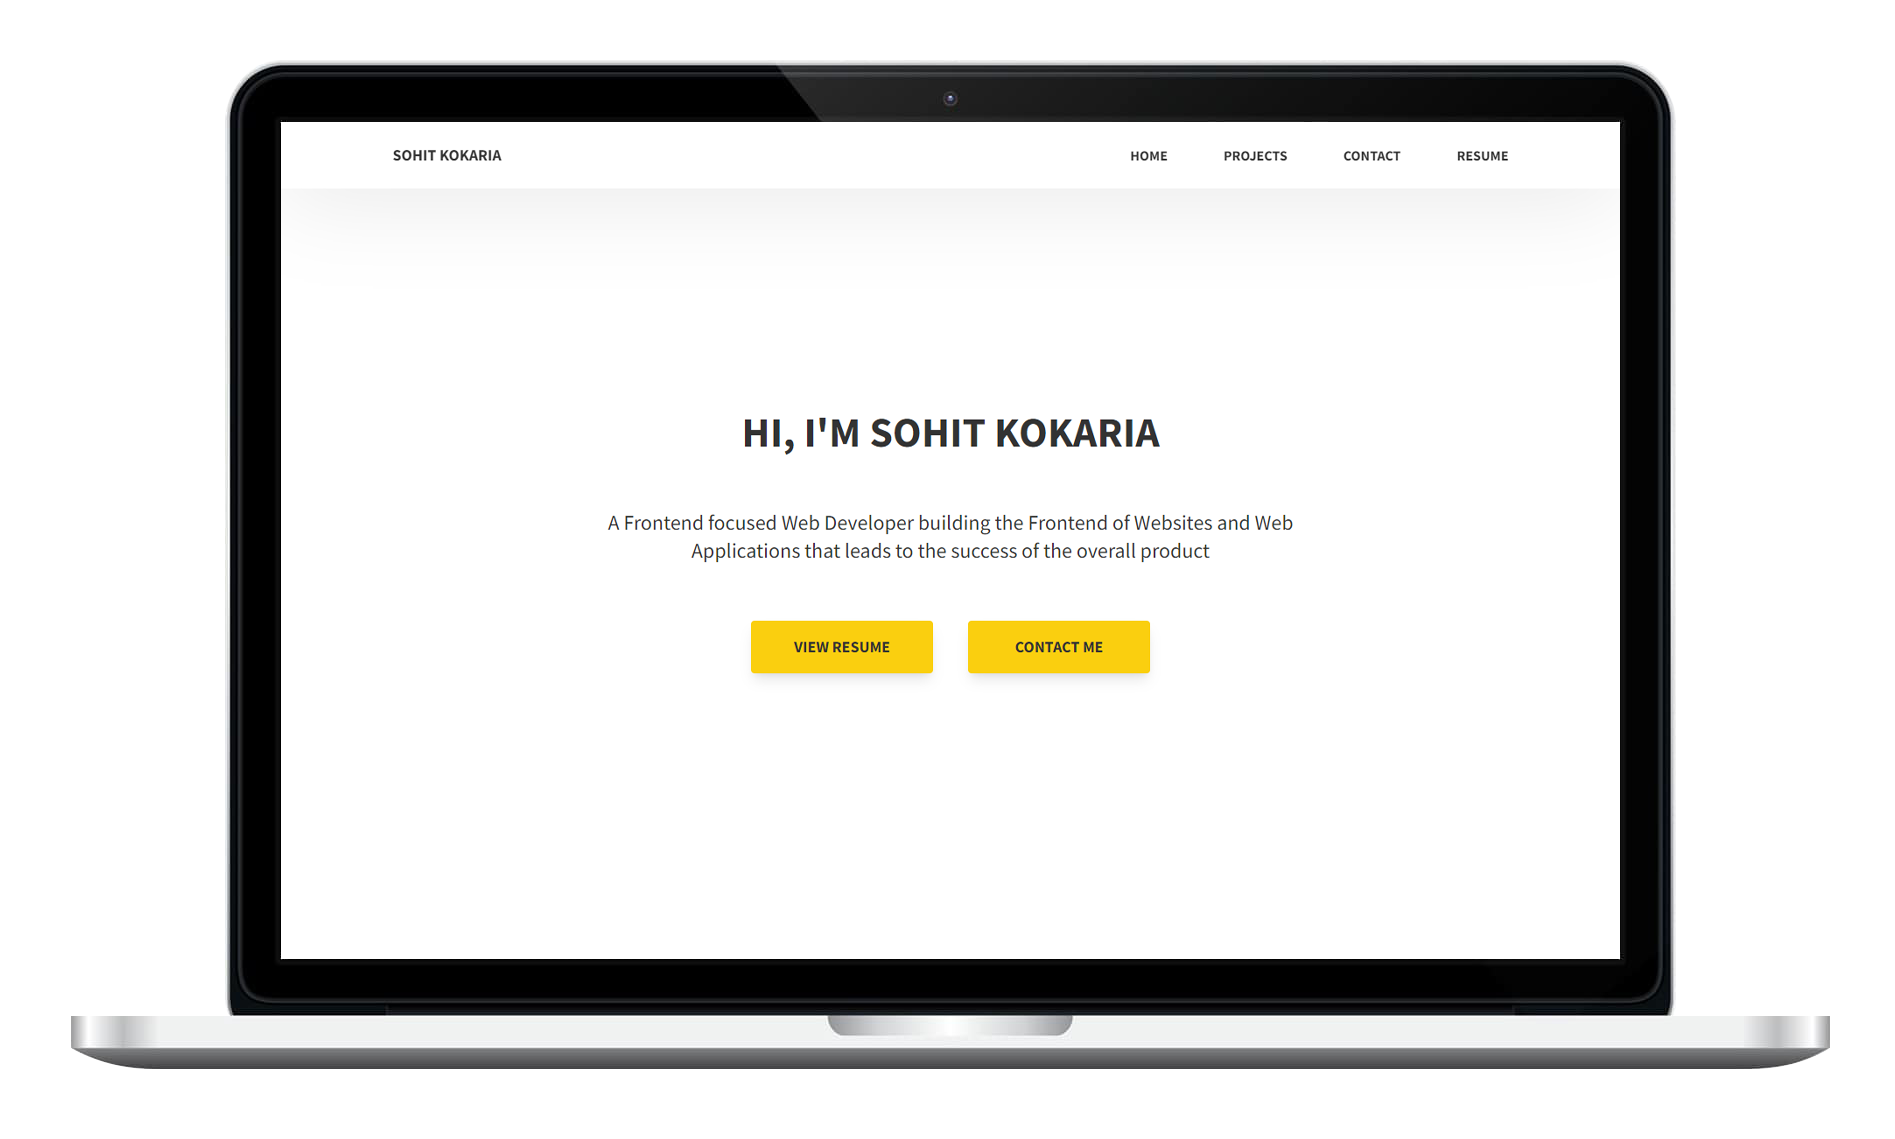 SOHIT KOKARIA
HOME PROJECTS CONTACT RESUME
HI, I'M SOHIT KOKARIA
A Frontend focused Web Developer building the Frontend of Websites and Web
Applications that leads to the success of the overall product
VIEW RESUME CONTACT ME